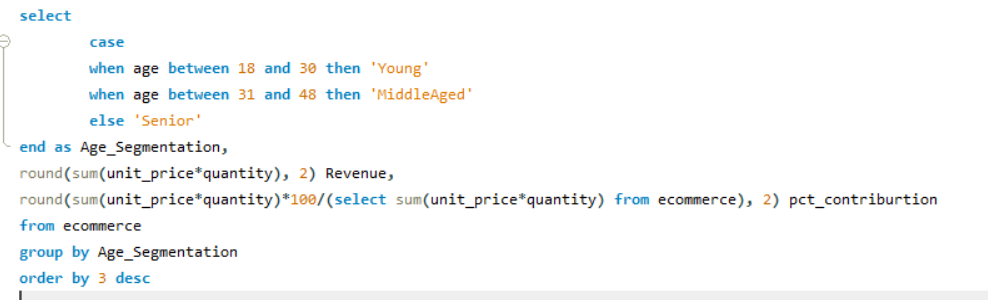 select
case
when age between 18 and 30 then 'Young'
when age between 31 and 48 then 'MiddleAged'
else 'Senior'
end as Age_Segmentation,
round(sum(unit_price*quantity), 2) Revenue,
round(sum(unit_price*quantity)*100/(select sum(unit_price*quantity) from ecommerce), 2) pct_contriburtion
from ecommerce
group by Age_Segmentation
order by 3 desc